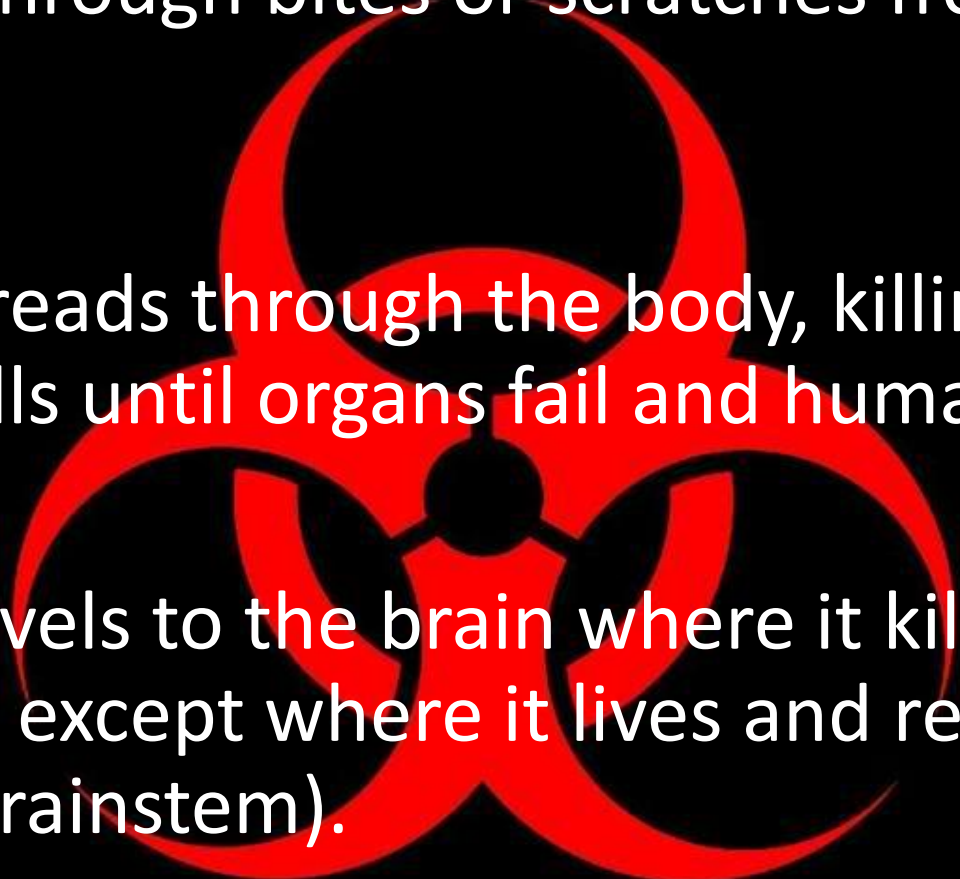 hrough bites or scratches fr
reads through the body, killi
lls until organs fail and huma
vels to the brain where it kil
except where it lives and re
rainstem).